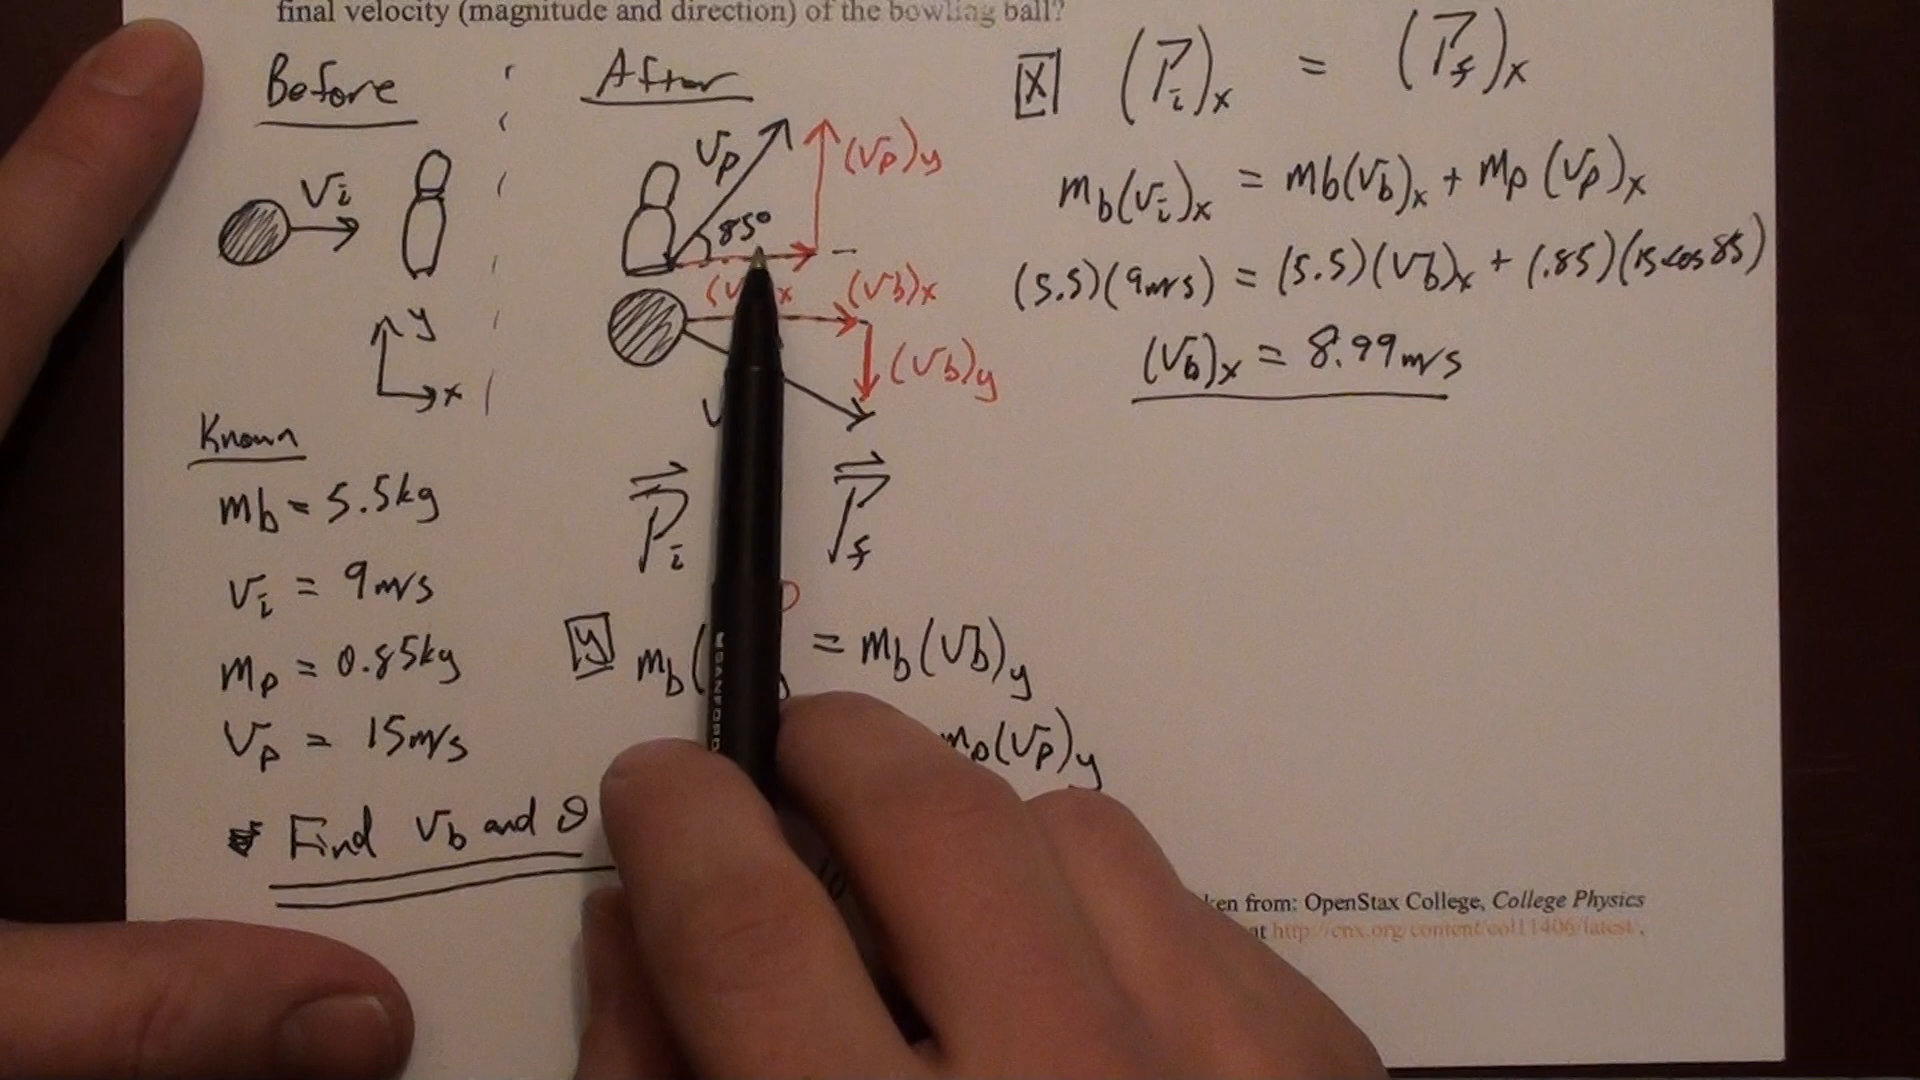 final velocity (magnitude and direction) of the bowling ball?
Before
After
Vi
Vp
(Vp)y
85°
(Vb)x
(Vb)y
y
x
Known
mb = 5.5kg
Vi = 9m/s
mp = 0.85kg
Vp = 15m/s
Find Vb and θ
Pi
Pf
y mb( = mb(Vb)y
mp(Vp)y
x (Pi)x = (Pf)x
mb(Vi)x = mb(Vb)x + mp(Vp)x
(5.5)(9m/s) = (5.5)(Vb)x + (.85)(15cos85)
(Vb)x = 8.99m/s
ken from: OpenStax College, College Physics
at http://cnx.org/content/col11406/latest/.
SANFORD